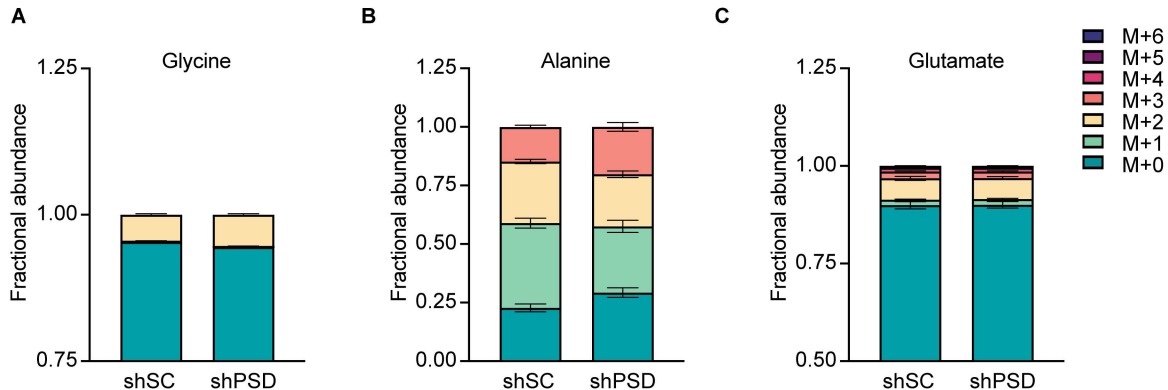 A
Glycine
Fractional abundance
1.25
1.00
0.75
shSC
shPSD
B
Alanine
Fractional abundance
1.25
1.00
0.75
0.50
0.25
0.00
shSC
shPSD
C
Glutamate
Fractional abundance
1.25
1.00
0.75
0.50
shSC
shPSD
M+6
M+5
M+4
M+3
M+2
M+1
M+0